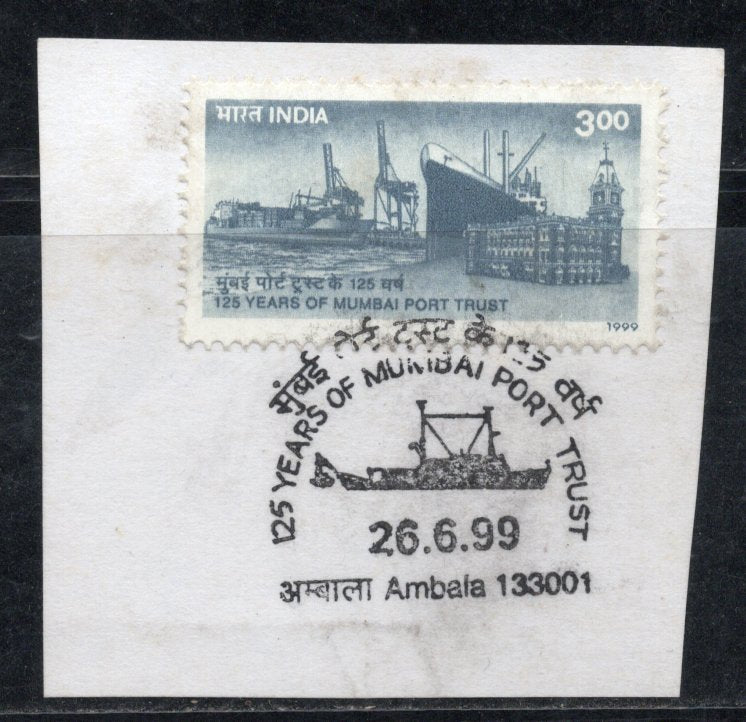 भारत INDIA
3.00
मुंबई पोर्ट ट्रस्ट के 125 वर्ष
125 YEARS OF MUMBAI PORT TRUST
1999
मुंबई पोर्ट ट्रस्ट के 125 वर्ष
125 YEARS OF MUMBAI PORT TRUST
26.6.99
अम्बाला Ambala 133001